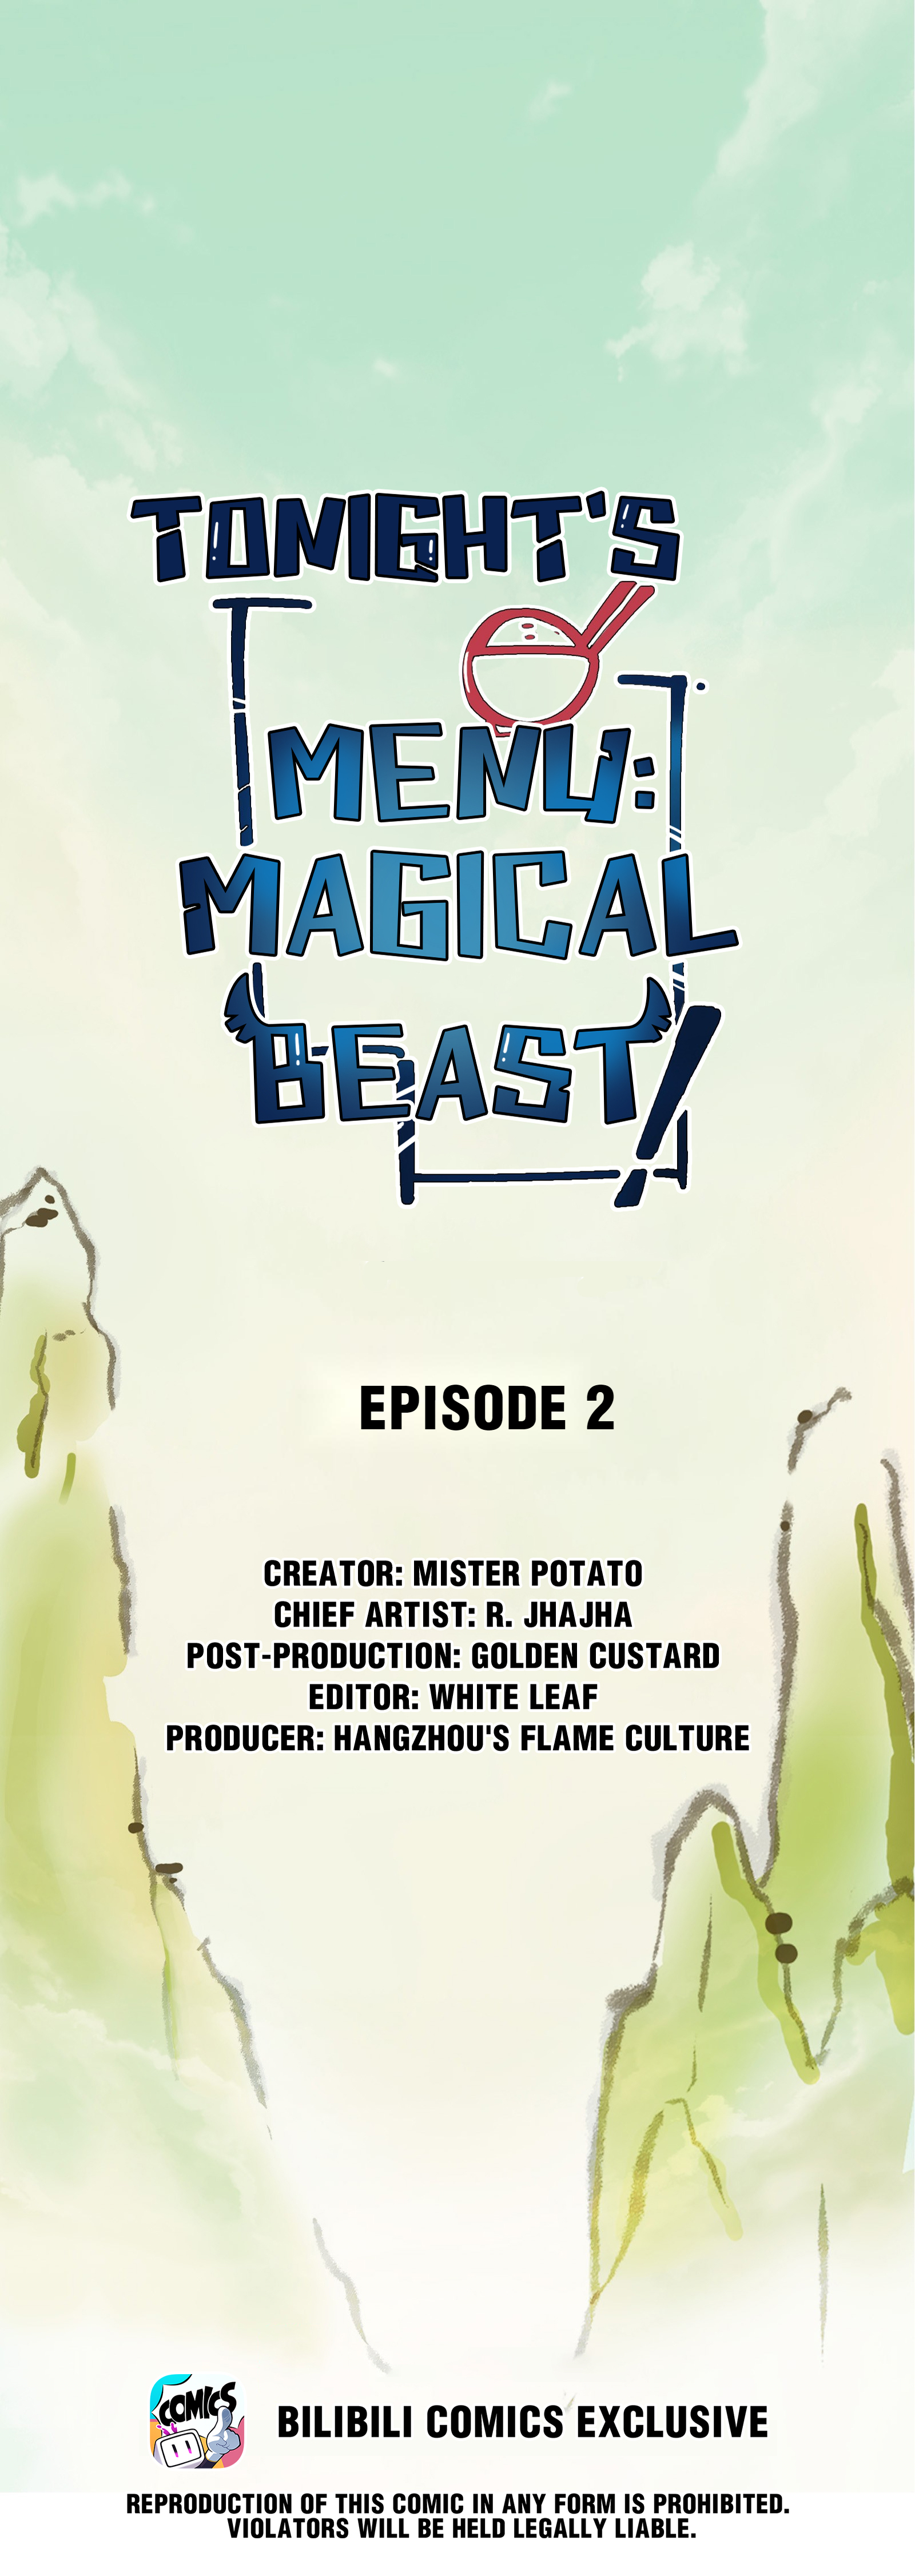 TONIGHT'S
MENU:
MAGICAL
BEAST
EPISODE 2
CREATOR: MISTER POTATO
CHIEF ARTIST: R. JHAJHA
POST-PRODUCTION: GOLDEN CUSTARD
EDITOR: WHITE LEAF
PRODUCER: HANGZHOU'S FLAME CULTURE
COMICS
BILIBILI COMICS EXCLUSIVE
REPRODUCTION OF THIS COMIC IN ANY FORM IS PROHIBITED.
VIOLATORS WILL BE HELD LEGALLY LIABLE.